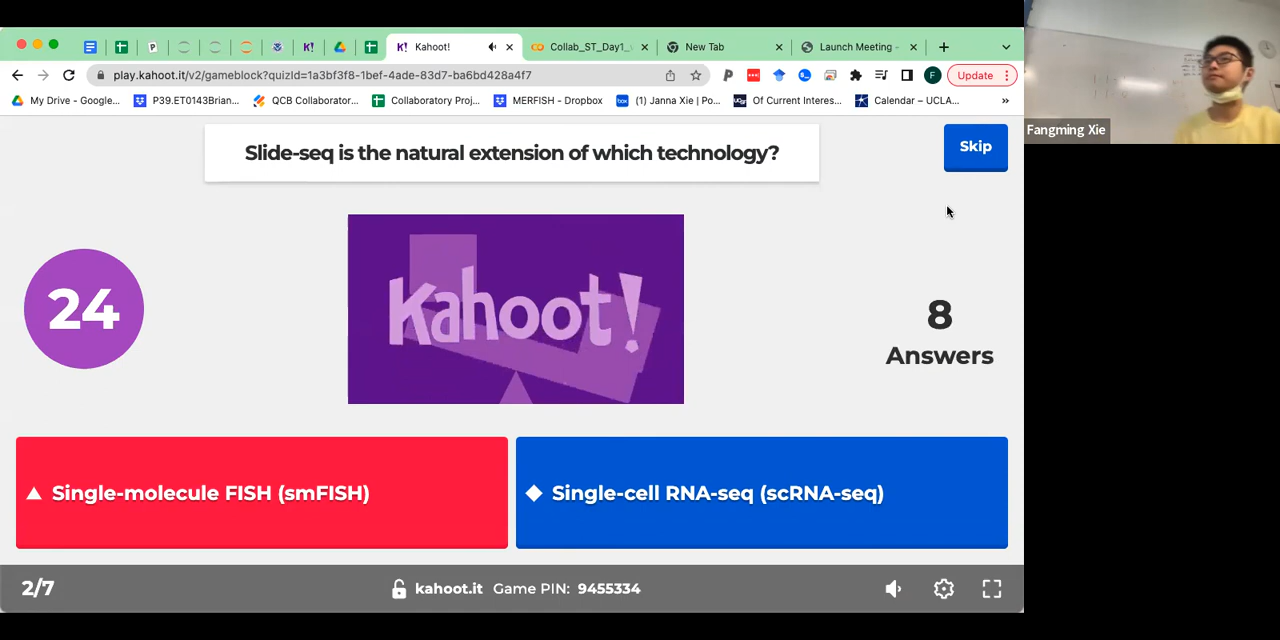 Kahoot!
Collab_ST_Day1_
New Tab
Launch Meeting -
play.kahoot.it/v2/gameblock?quizId=1a3bf3f8-1bef-4ade-83d7-ba6bd428a4f7
F
Update
My Drive - Google...
P39.ET0143Brian...
QCB Collaborator...
Collaboratory Proj...
MERFISH - Dropbox
(1) Janna Xie | Po...
Of Current Interes...
Calendar – UCLA...
»
Slide-seq is the natural extension of which technology?
Skip
24
Kahoot!
8
Answers
Single-molecule FISH (smFISH)
Single-cell RNA-seq (scRNA-seq)
2/7
kahoot.it Game PIN: 9455334
Fangming Xie